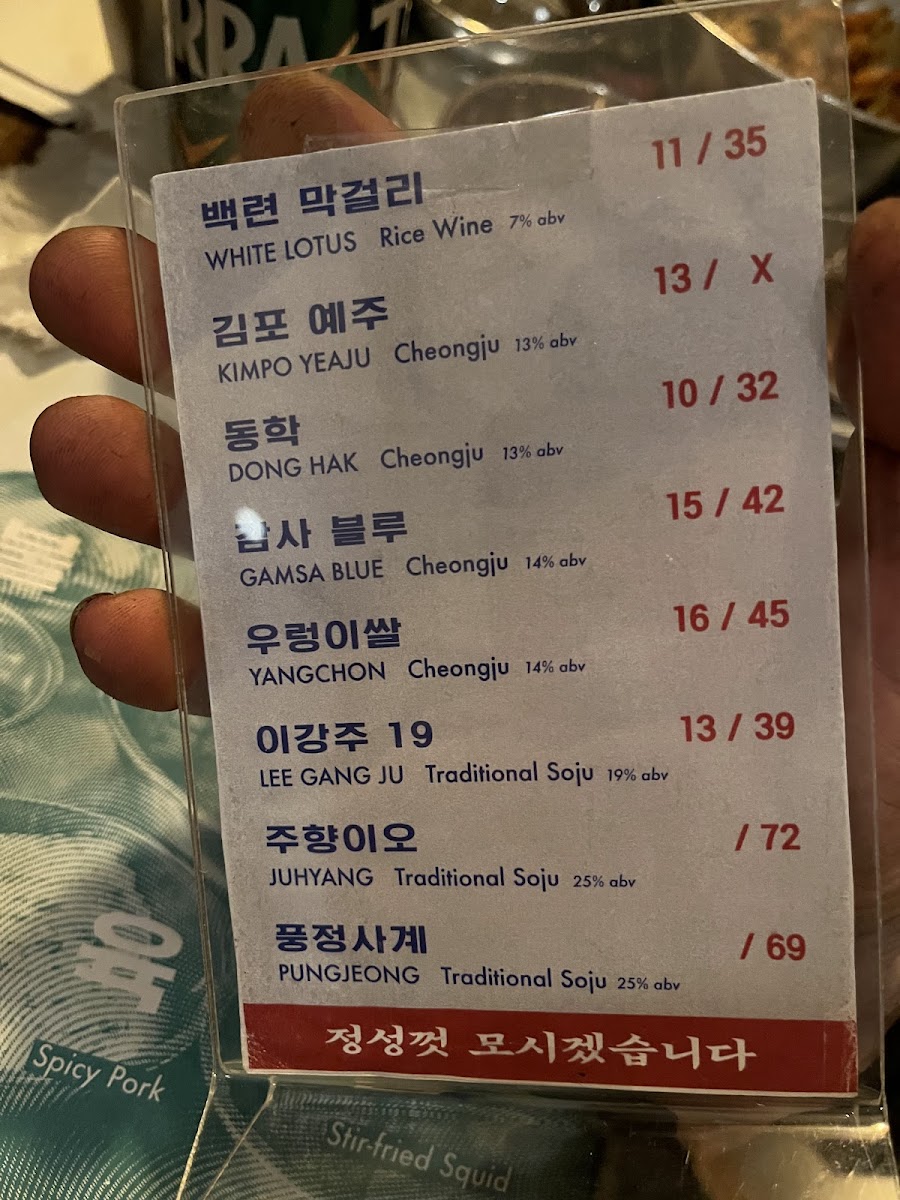 백련 막걸리 11 / 35
WHITE LOTUS Rice Wine 7% abv
김포 예주 13 / X
KIMPO YEAJU Cheongju 13% abv
동학 10 / 32
DONG HAK Cheongju 13% abv
감사 블루 15 / 42
GAMSA BLUE Cheongju 14% abv
우렁이쌀 16 / 45
YANGCHON Cheongju 14% abv
이강주 19 13 / 39
LEE GANG JU Traditional Soju 19% abv
주향이오 / 72
JUHYANG Traditional Soju 25% abv
풍정사계 / 69
PUNGJEONG Traditional Soju 25% abv
정성껏 모시겠습니다
Spicy Pork
Stir-fried Squid